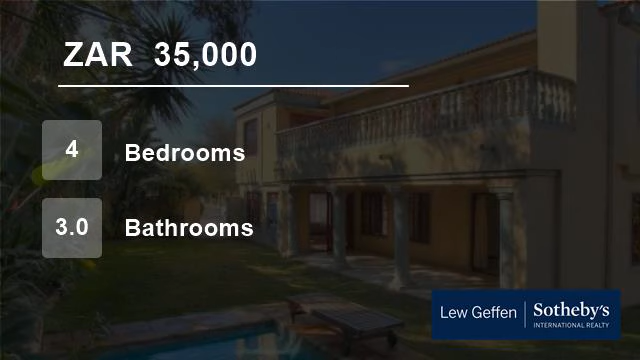 ZAR 35,000
4 Bedrooms
3.0 Bathrooms
Lew Geffen Sotheby's
INTERNATIONAL REALTY